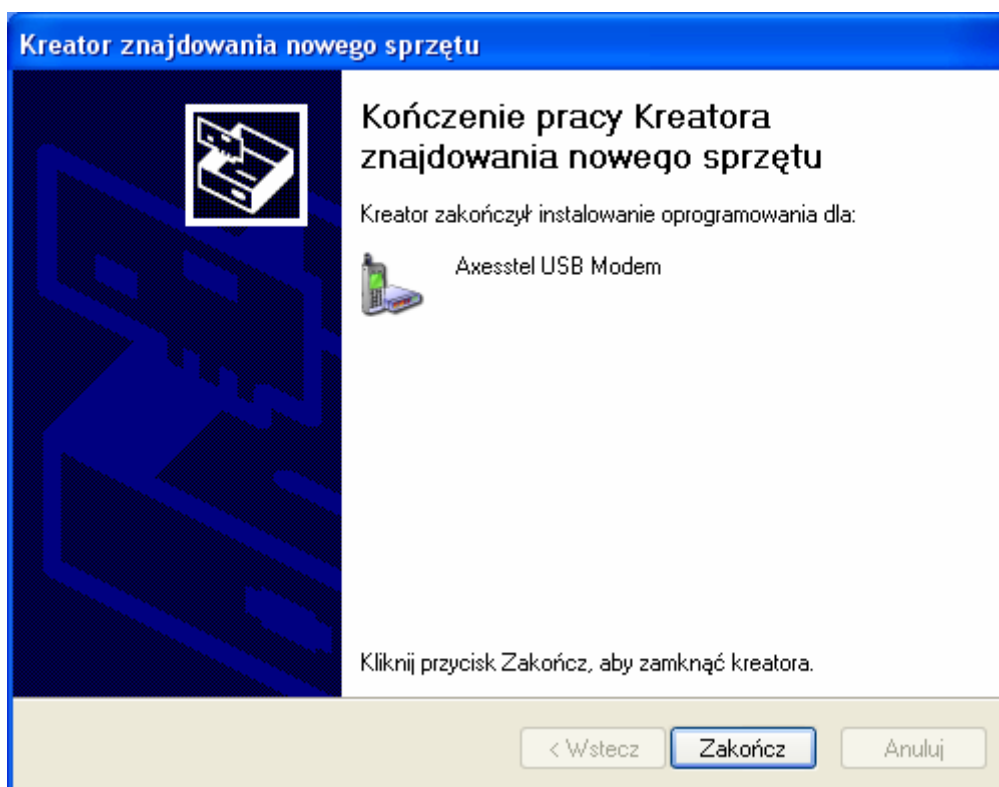 Kreator znajdowania nowego sprzętu
Kończenie pracy Kreatora
znajdowania nowego sprzętu
Kreator zakończył instalowanie oprogramowania dla:
Axesstel USB Modem
Kliknij przycisk Zakończ, aby zamknąć kreatora.
< Wstecz
Zakończ
Anuluj